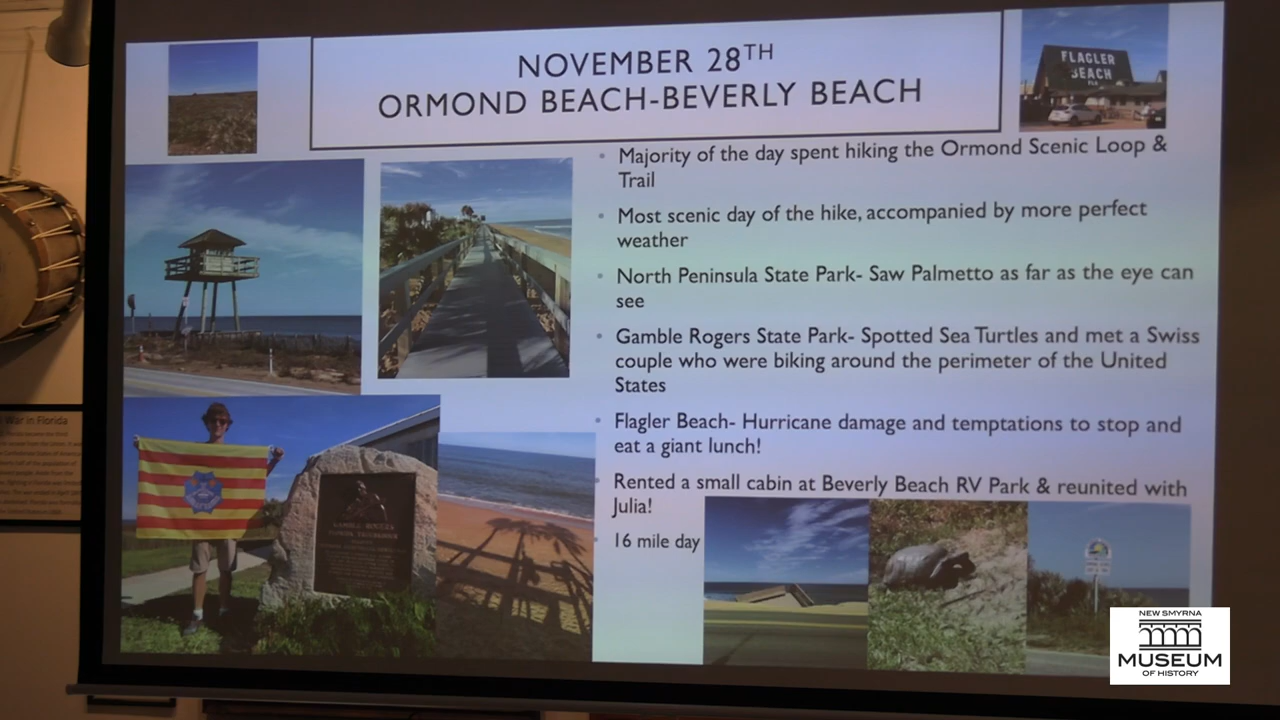 NOVEMBER 28TH
ORMOND BEACH-BEVERLY BEACH
FLAGLER
BEACH
• Majority of the day spent hiking the Ormond Scenic Loop &
Trail
• Most scenic day of the hike, accompanied by more perfect
weather
• North Peninsula State Park- Saw Palmetto as far as the eye can
see
• Gamble Rogers State Park- Spotted Sea Turtles and met a Swiss
couple who were biking around the perimeter of the United
States
• Flagler Beach- Hurricane damage and temptations to stop and
eat a giant lunch!
• Rented a small cabin at Beverly Beach RV Park & reunited with
Julia!
• 16 mile day
War in Florida
NEW SMYRNA
MUSEUM
OF HISTORY